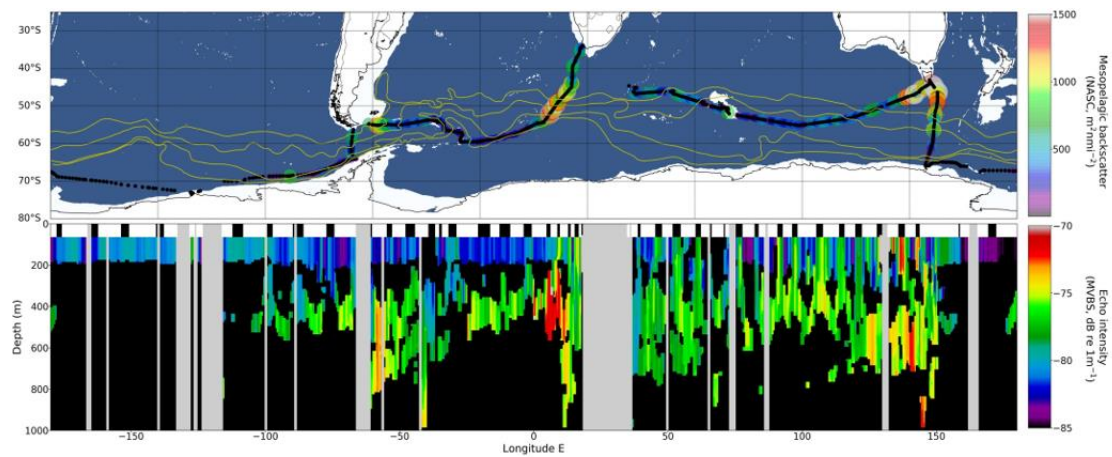 30°S
40°S
50°S
60°S
70°S
80°S
1500
1000
500
Mesopelagic backscatter
(NASC, m²nmi⁻²)
0
200
400
600
800
1000
Depth (m)
−150
−100
−50
0
50
100
150
Longitude E
−70
−75
−80
−85
Echo intensity
(MVBS, dB re 1m⁻¹)